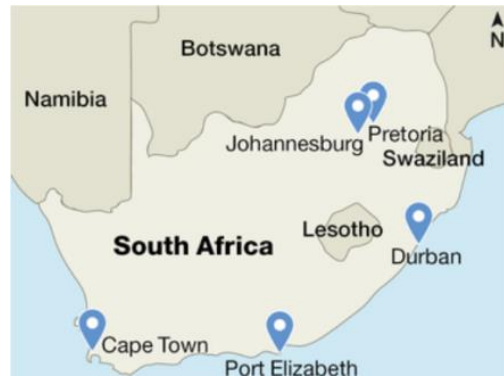 N
Botswana
Namibia
Johannesburg
Pretoria
Swaziland
Lesotho
South Africa
Durban
Cape Town
Port Elizabeth